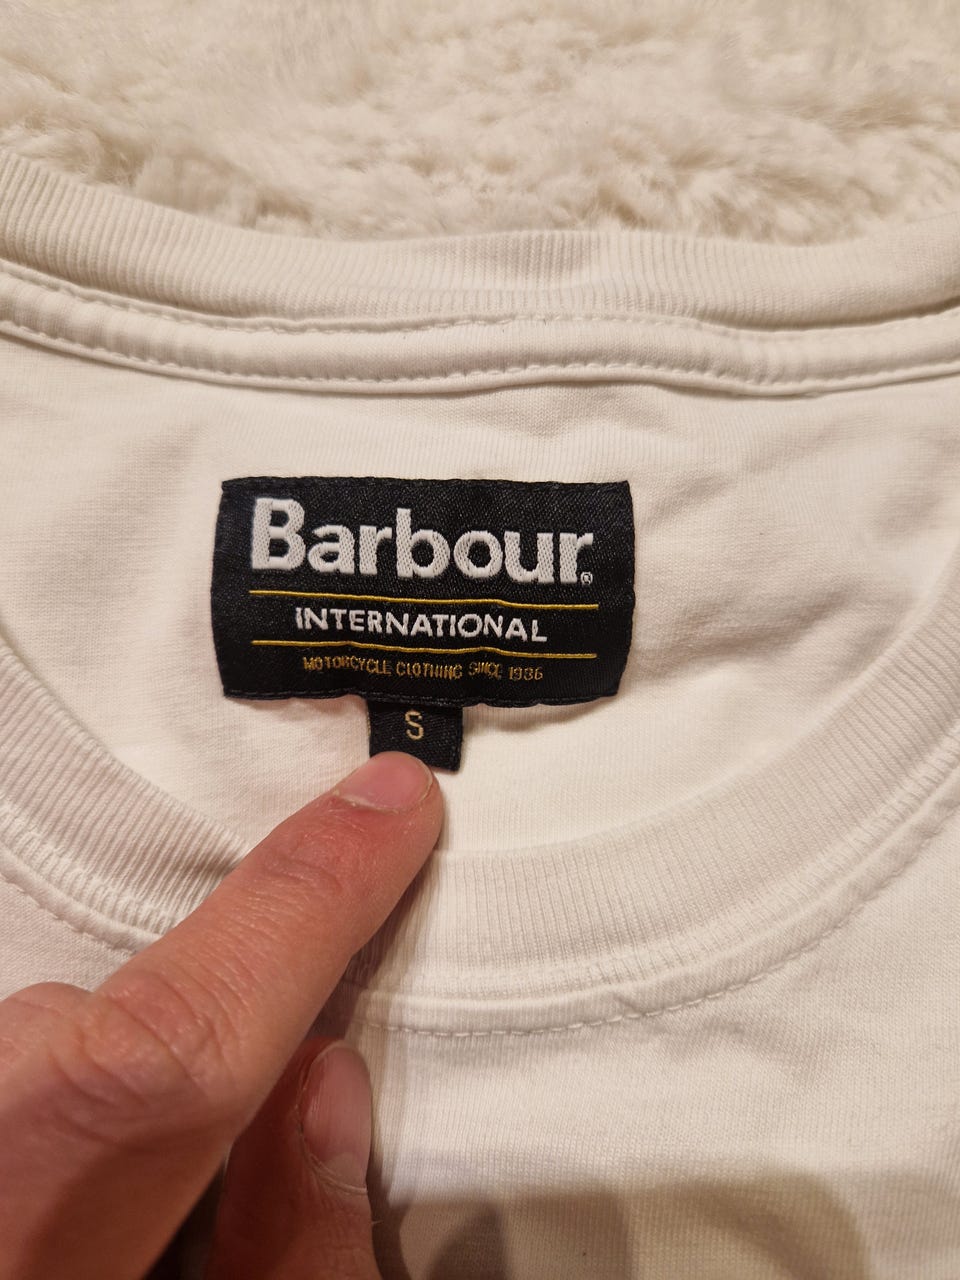 Barbour®
INTERNATIONAL
MOTORCYCLE CLOTHING SINCE 1936
S